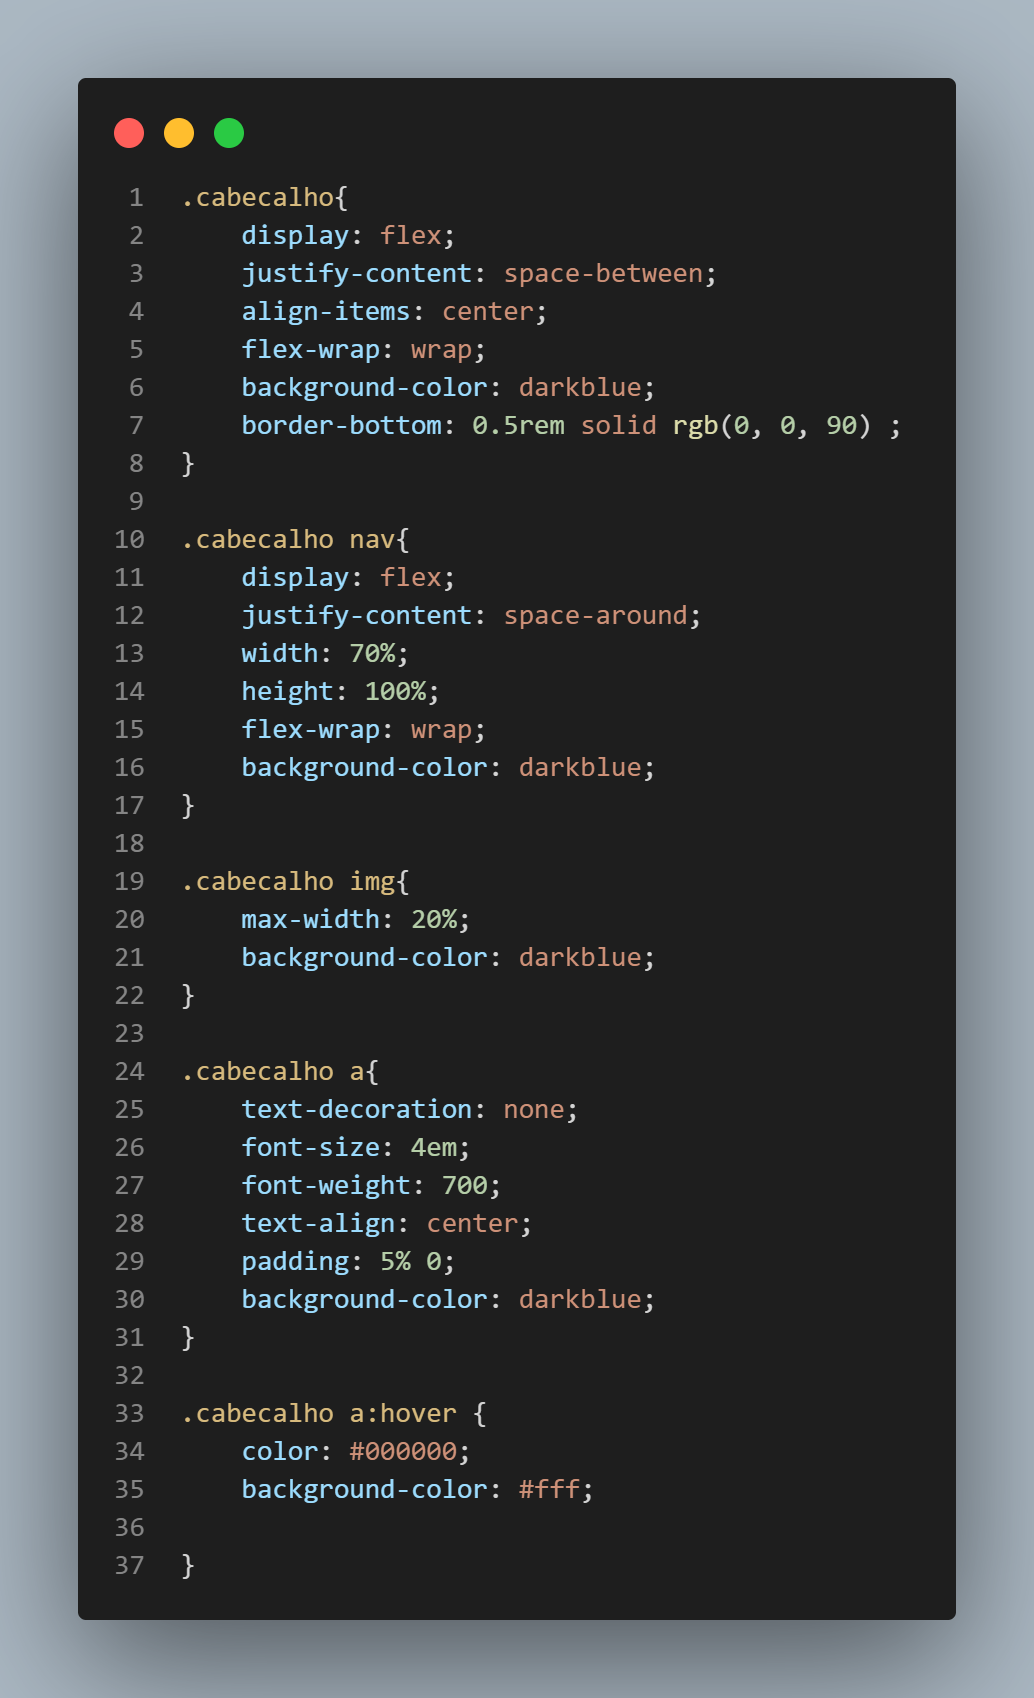 1 .cabecalho{
2     display: flex;
3     justify-content: space-between;
4     align-items: center;
5     flex-wrap: wrap;
6     background-color: darkblue;
7     border-bottom: 0.5rem solid rgb(0, 0, 90) ;
8 }
9
10 .cabecalho nav{
11     display: flex;
12     justify-content: space-around;
13     width: 70%;
14     height: 100%;
15     flex-wrap: wrap;
16     background-color: darkblue;
17 }
18
19 .cabecalho img{
20     max-width: 20%;
21     background-color: darkblue;
22 }
23
24 .cabecalho a{
25     text-decoration: none;
26     font-size: 4em;
27     font-weight: 700;
28     text-align: center;
29     padding: 5% 0;
30     background-color: darkblue;
31 }
32
33 .cabecalho a:hover {
34     color: #000000;
35     background-color: #fff;
36
37 }